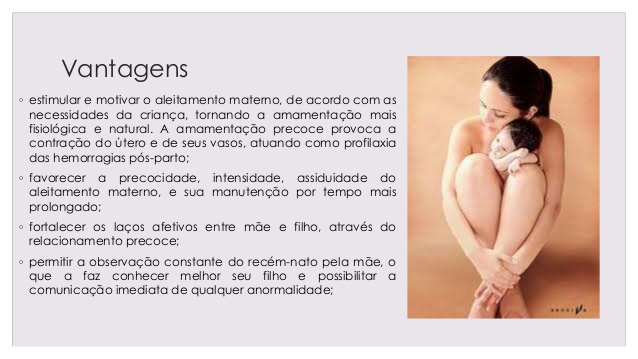 Vantagens
◦ estimular e motivar o aleitamento materno, de acordo com as
necessidades da criança, tornando a amamentação mais
fisiológica e natural. A amamentação precoce provoca a
contração do útero e de seus vasos, atuando como profilaxia
das hemorragias pós-parto;
◦ favorecer a precocidade, intensidade, assiduidade do
aleitamento materno, e sua manutenção por tempo mais
prolongado;
◦ fortalecer os laços afetivos entre mãe e filho, através do
relacionamento precoce;
◦ permitir a observação constante do recém-nato pela mãe, o
que a faz conhecer melhor seu filho e possibilitar a
comunicação imediata de qualquer anormalidade;